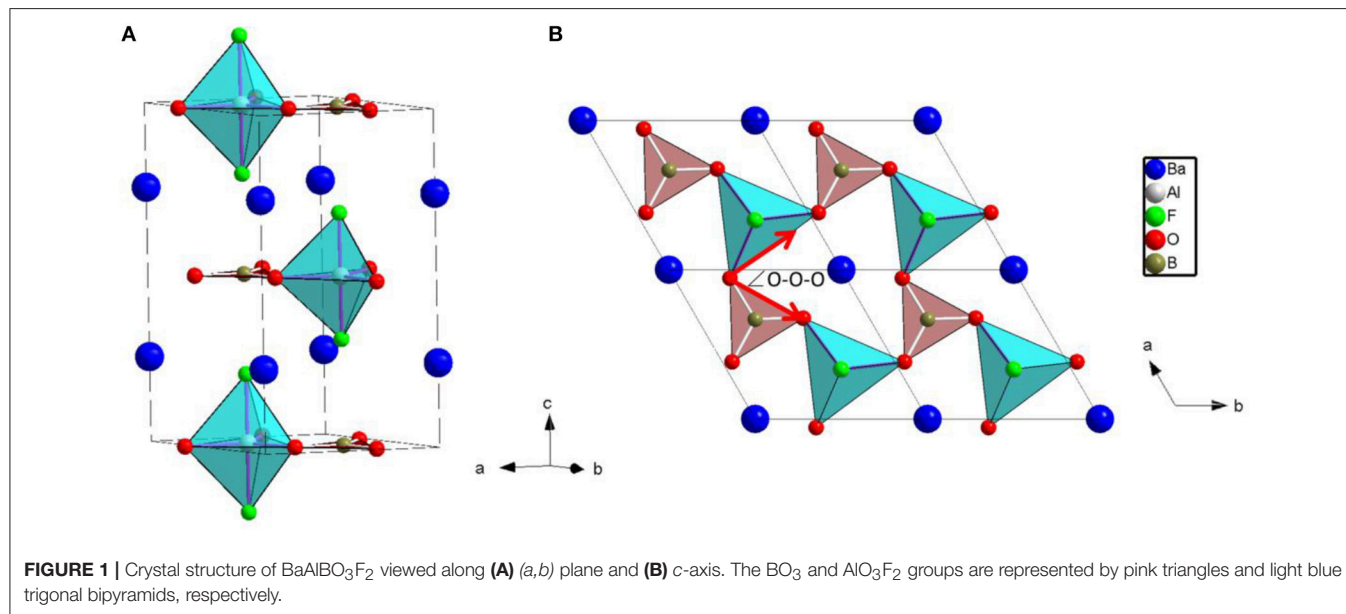 A
B
∠O-O-O
Ba
Al
F
O
B
c
a
b
a
b
FIGURE 1 | Crystal structure of BaAlBO₃F₂ viewed along (A) (a,b) plane and (B) c-axis. The BO₃ and AlO₃F₂ groups are represented by pink triangles and light blue
trigonal bipyramids, respectively.